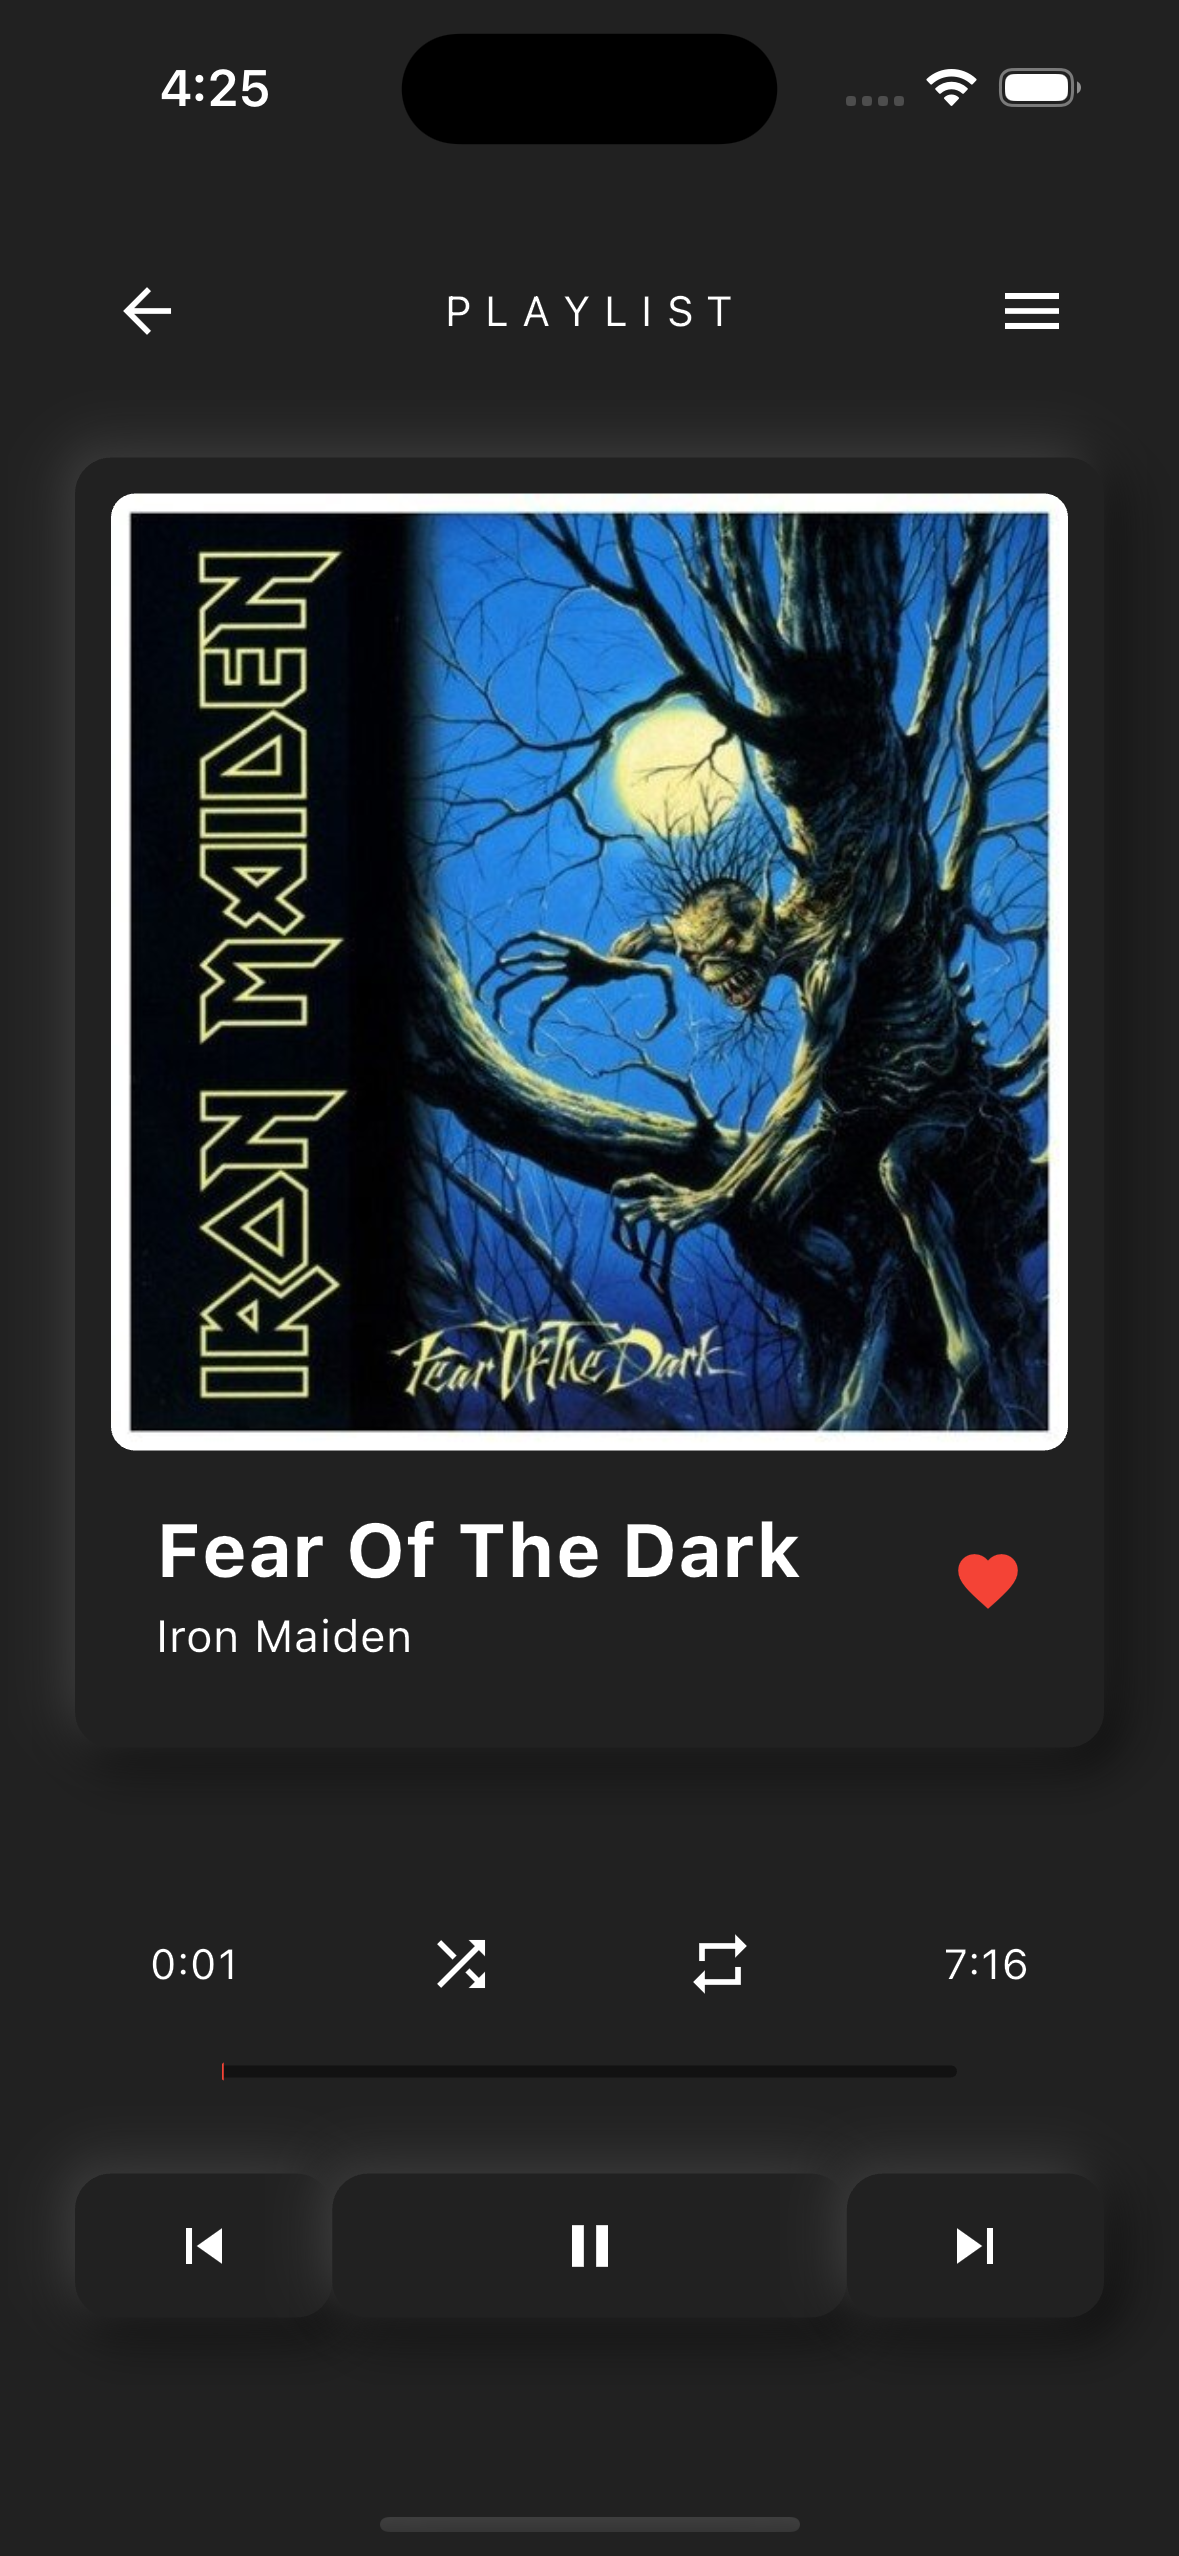 4:25
PLAYLIST
IRON MAIDEN
Fear Of The Dark
Fear Of The Dark
Iron Maiden
0:01
7:16